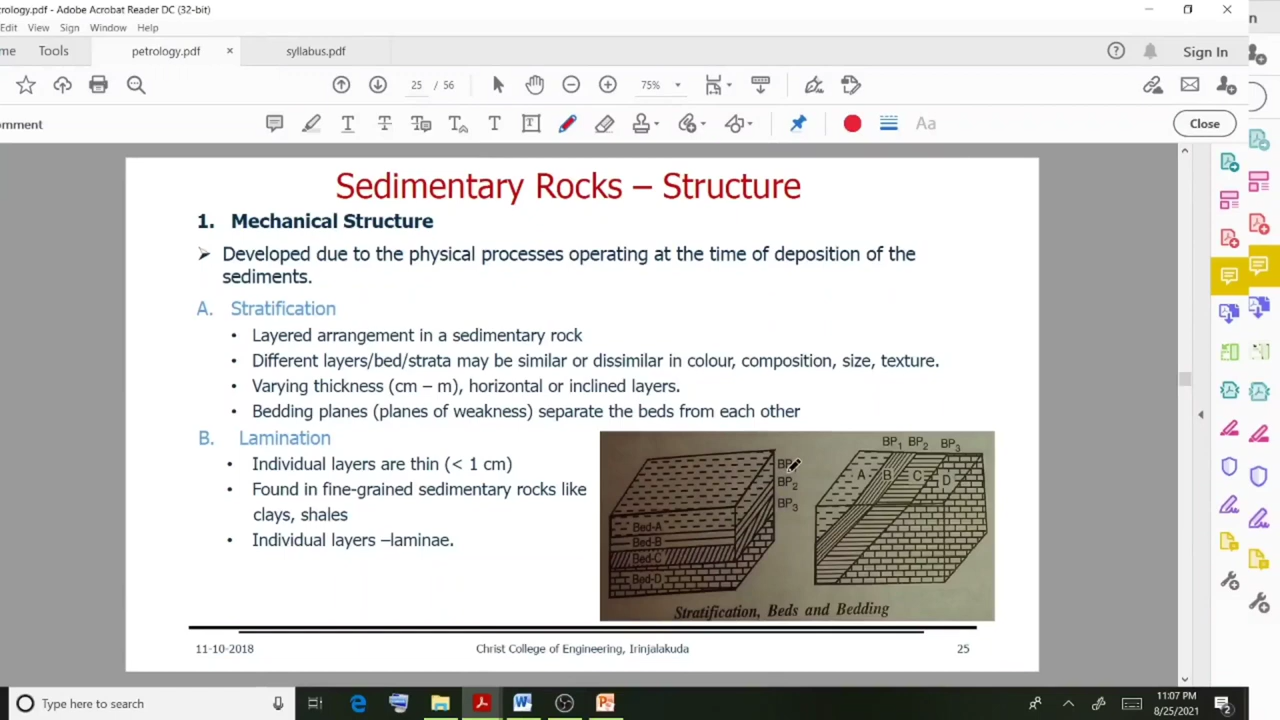 trology.pdf - Adobe Acrobat Reader DC (32-bit)
Edit View Sign Window Help
me Tools petrology.pdf × syllabus.pdf Sign In
25 / 56 75%
omment Close
Sedimentary Rocks – Structure
1. Mechanical Structure
➢ Developed due to the physical processes operating at the time of deposition of the
sediments.
A. Stratification
• Layered arrangement in a sedimentary rock
• Different layers/bed/strata may be similar or dissimilar in colour, composition, size, texture.
• Varying thickness (cm – m), horizontal or inclined layers.
• Bedding planes (planes of weakness) separate the beds from each other
B. Lamination
• Individual layers are thin (< 1 cm)
• Found in fine-grained sedimentary rocks like
clays, shales
• Individual layers –laminae.
BP
BP2
BP3
Bed-A
Bed-B
Bed-C
Bed-D
BP1 BP2 BP3
A B C D
Stratification, Beds and Bedding
11-10-2018 Christ College of Engineering, Irinjalakuda 25
Type here to search
11:07 PM
8/25/2021
2